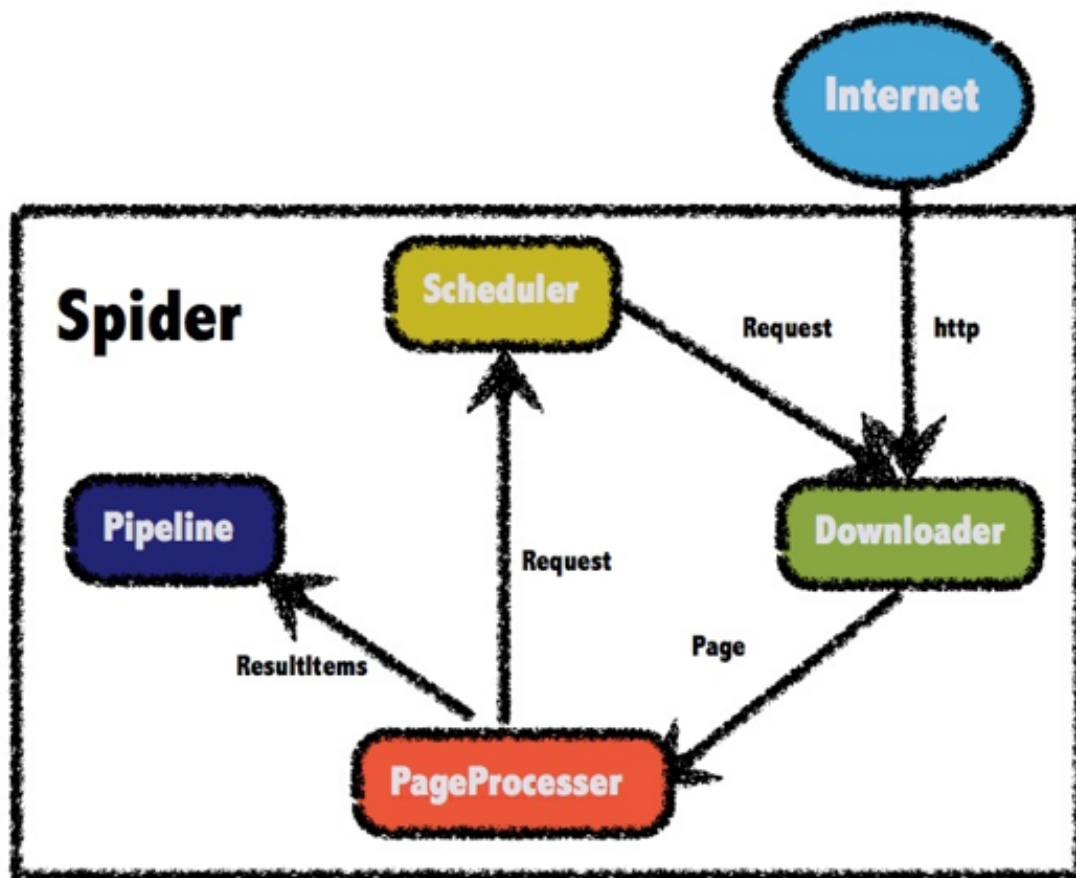 Internet
Spider
Scheduler
Request
http
Pipeline
Request
Downloader
ResultItems
Page
PageProcesser